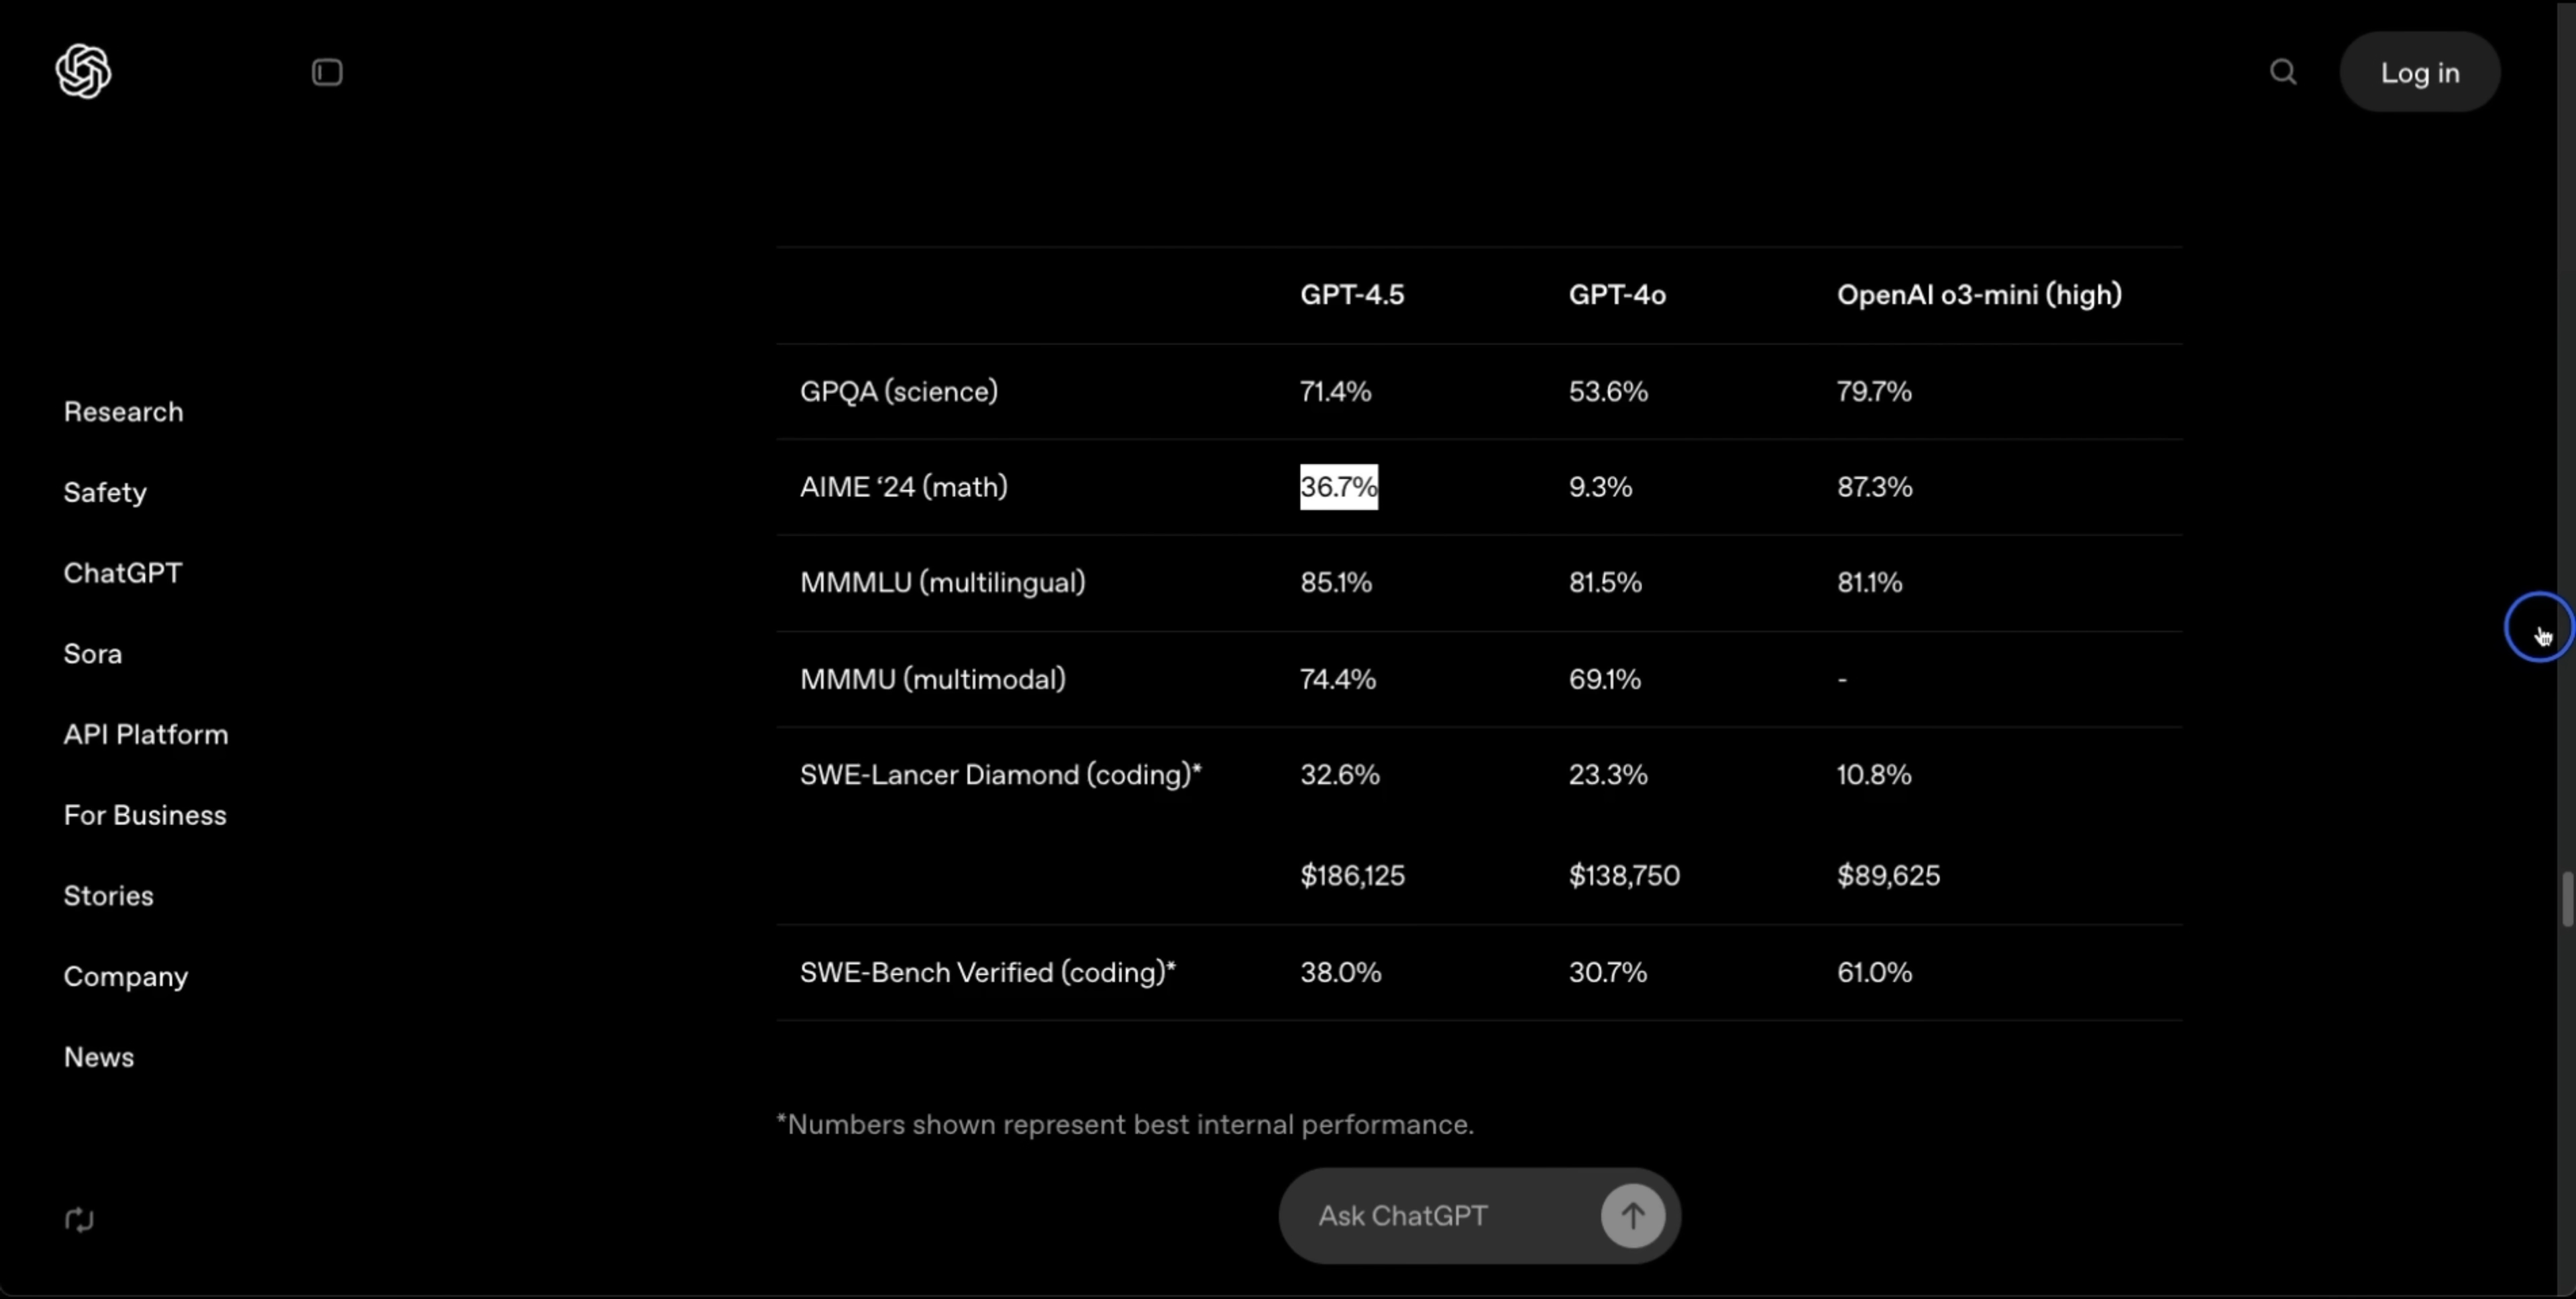 Log in
Research
Safety
ChatGPT
Sora
API Platform
For Business
Stories
Company
News
GPT-4.5 GPT-4o OpenAI o3-mini (high)
GPQA (science) 71.4% 53.6% 79.7%
AIME ‘24 (math) 36.7% 9.3% 87.3%
MMMLU (multilingual) 85.1% 81.5% 81.1%
MMMU (multimodal) 74.4% 69.1% -
SWE-Lancer Diamond (coding)* 32.6% 23.3% 10.8%
$186,125 $138,750 $89,625
SWE-Bench Verified (coding)* 38.0% 30.7% 61.0%
*Numbers shown represent best internal performance.
Ask ChatGPT